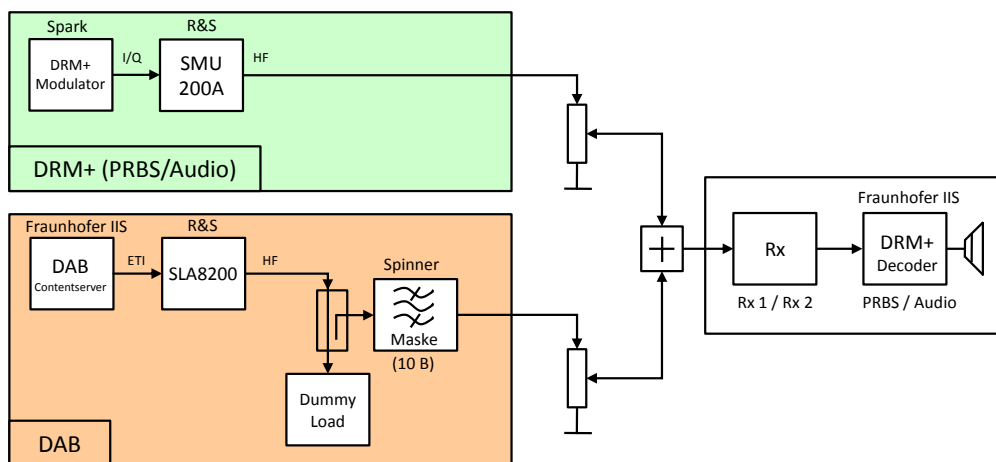 Spark
DRM+
Modulator
I/Q
R&S
SMU
200A
HF
DRM+ (PRBS/Audio)
Fraunhofer IIS
DAB
Contentserver
ETI
R&S
SLA8200
HF
Spinner
Maske
(10 B)
Dummy
Load
DAB
Rx
Rx 1 / Rx 2
Fraunhofer IIS
DRM+
Decoder
PRBS / Audio